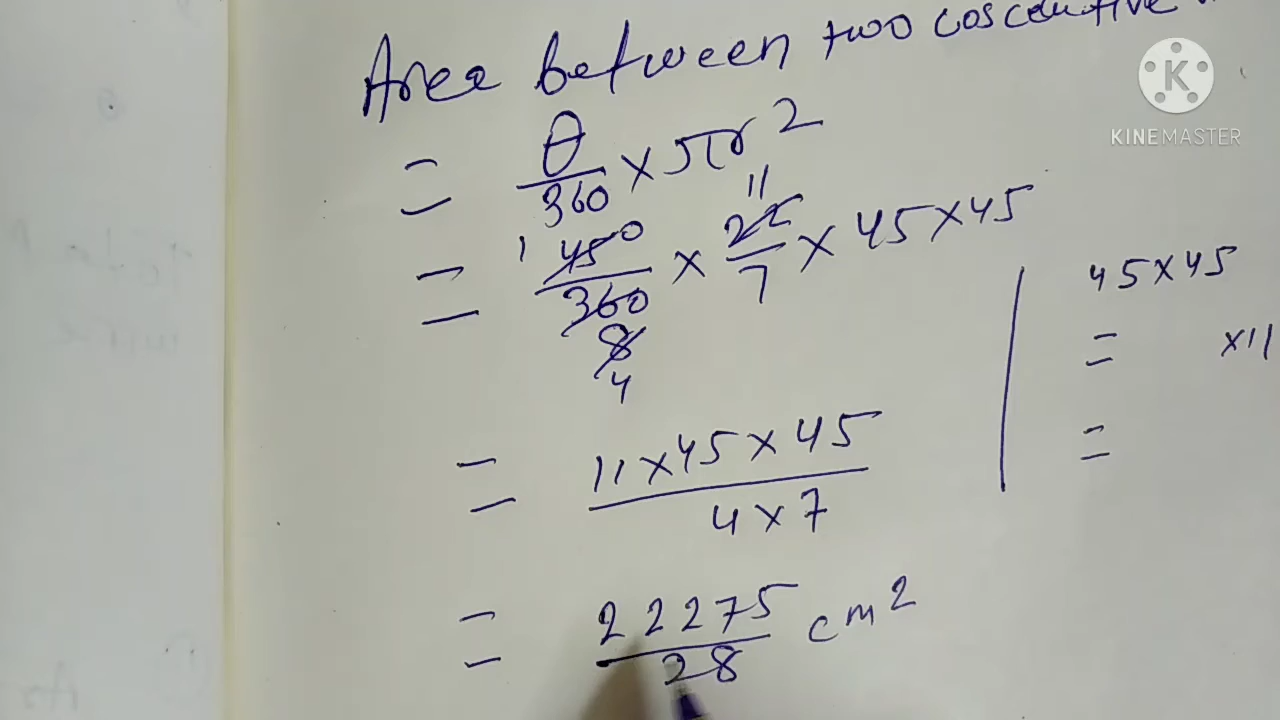 Area between two coscective
= θ/360 × πr²
= 45⁰/360 × 22/7 × 45×45
1 11
8
4
= 11×45×45 / 4×7
= 22275/28 cm²
45×45
= ×11
=
K
KINEMASTER